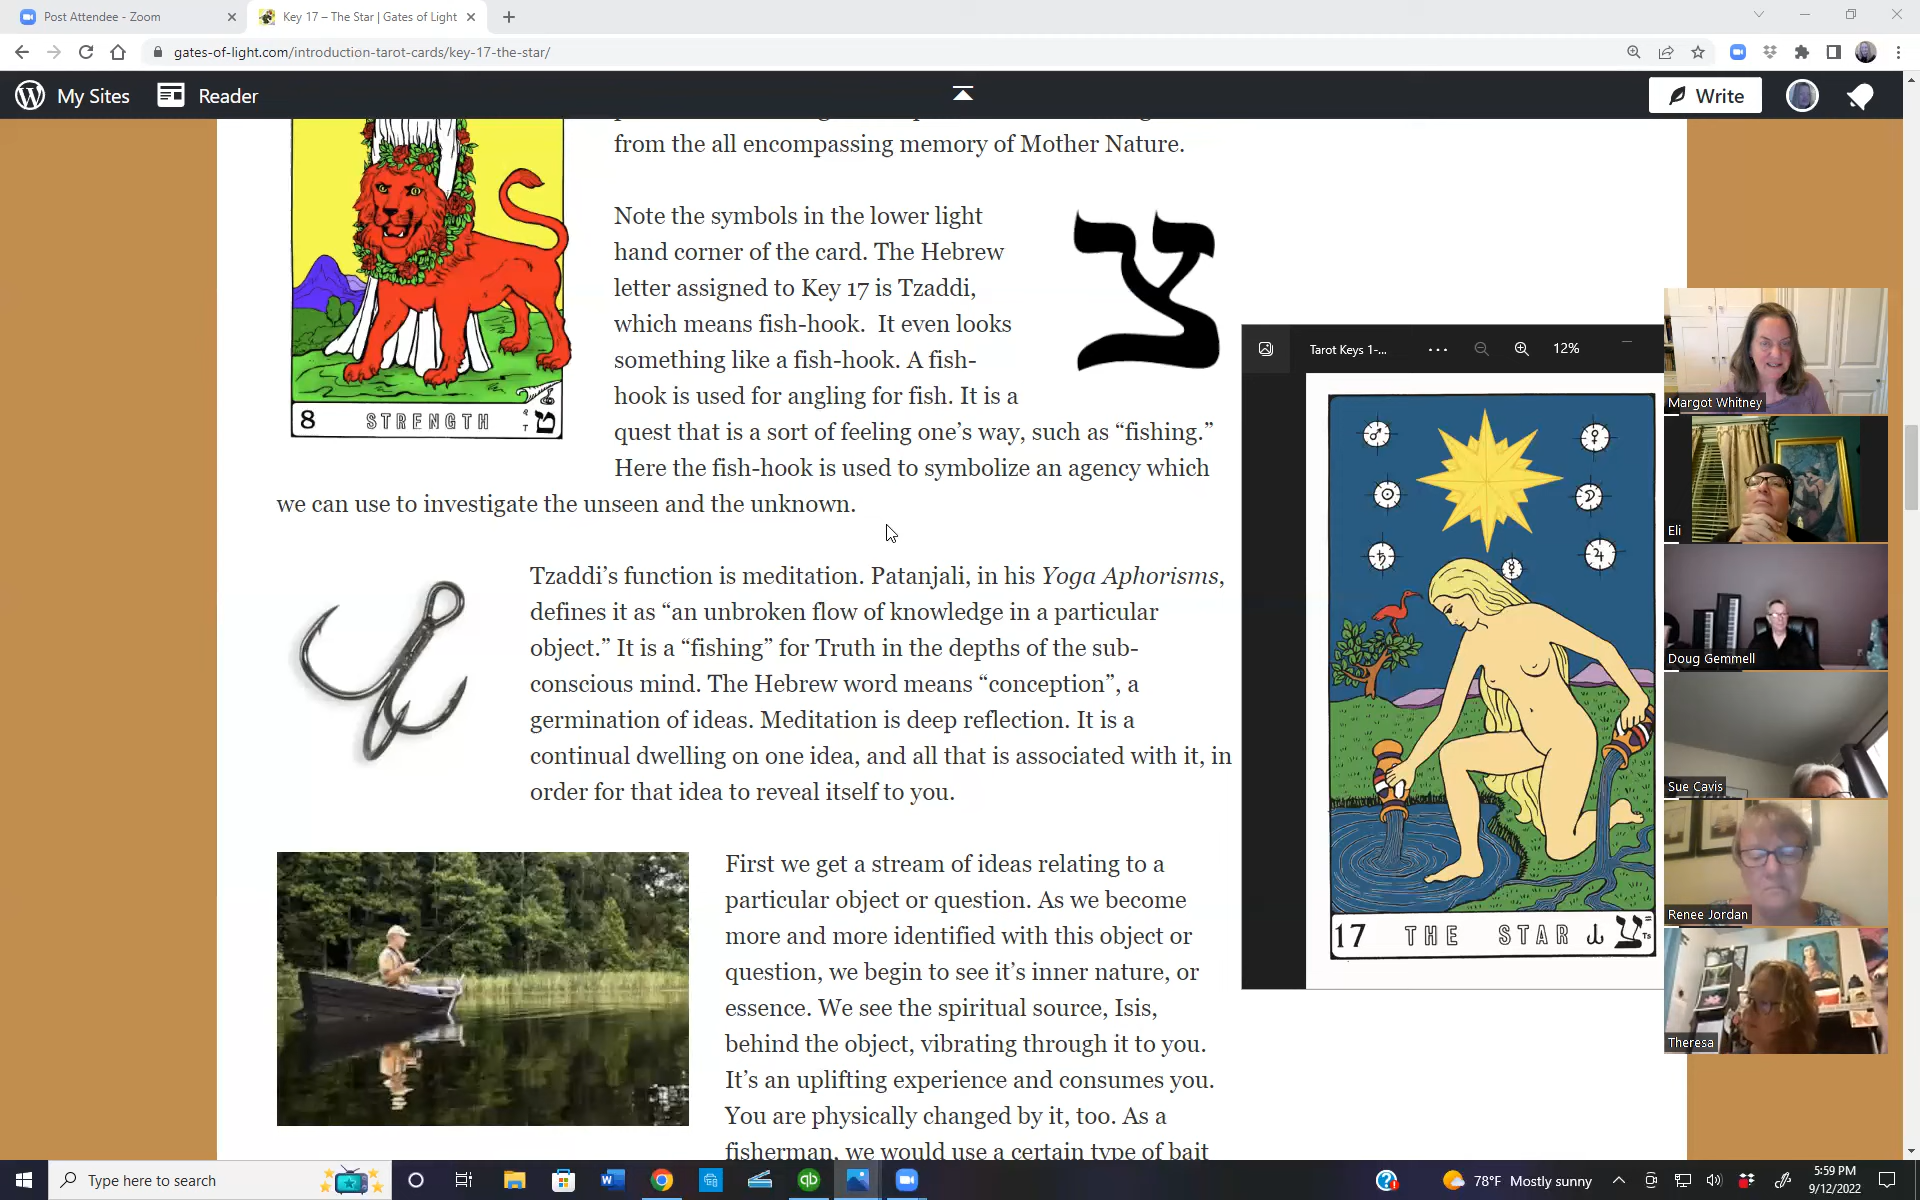 Post Attendee - Zoom
Key 17 – The Star | Gates of Light
gates-of-light.com/introduction-tarot-cards/key-17-the-star/
My Sites
Reader
Write
from the all encompassing memory of Mother Nature.
8 STRENGTH ט
T
Note the symbols in the lower light
hand corner of the card. The Hebrew
letter assigned to Key 17 is Tzaddi,
which means fish-hook.  It even looks
something like a fish-hook. A fish-
hook is used for angling for fish. It is a
quest that is a sort of feeling one’s way, such as “fishing.”
Here the fish-hook is used to symbolize an agency which
we can use to investigate the unseen and the unknown.
צ
Tzaddi’s function is meditation. Patanjali, in his Yoga Aphorisms,
defines it as “an unbroken flow of knowledge in a particular
object.” It is a “fishing” for Truth in the depths of the sub-
conscious mind. The Hebrew word means “conception”, a
germination of ideas. Meditation is deep reflection. It is a
continual dwelling on one idea, and all that is associated with it, in
order for that idea to reveal itself to you.
First we get a stream of ideas relating to a
particular object or question. As we become
more and more identified with this object or
question, we begin to see it’s inner nature, or
essence. We see the spiritual source, Isis,
behind the object, vibrating through it to you.
It’s an uplifting experience and consumes you.
You are physically changed by it, too. As a
fisherman, we would use a certain type of bait
Tarot Keys 1-...
12%
♂ ♀
☉ ☽
♄ ☿ ♃
17 THE STAR צ
Ts
Margot Whitney
Eli
Doug Gemmell
Sue Cavis
Renee Jordan
Theresa
Type here to search
78°F Mostly sunny
5:59 PM
9/12/2022